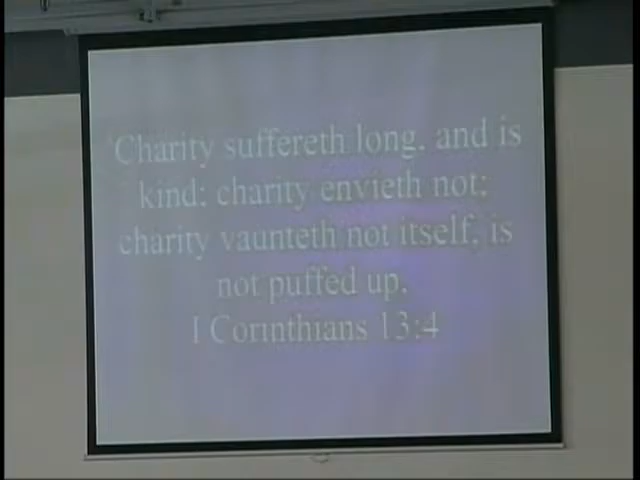 Charity suffereth long, and is
kind; charity envieth not;
charity vaunteth not itself, is
not puffed up,
I Corinthians 13:4